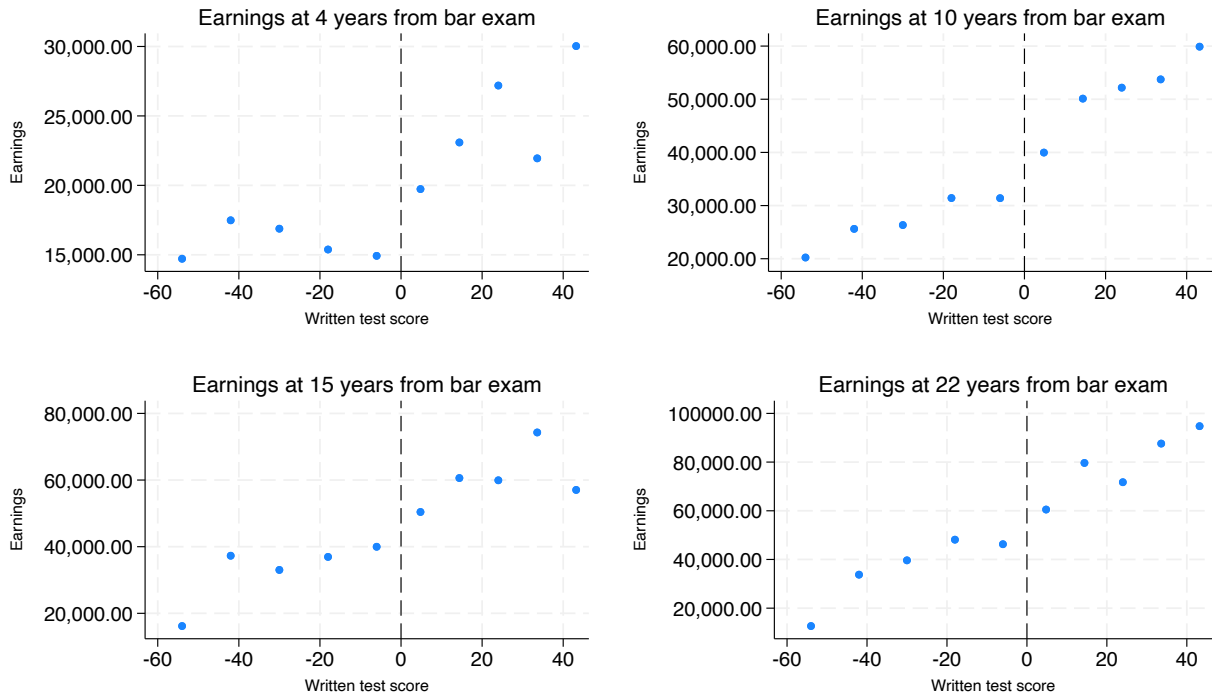 Earnings at 4 years from bar exam
30,000.00
25,000.00
20,000.00
15,000.00
Earnings
-60 -40 -20 0 20 40
Written test score
Earnings at 10 years from bar exam
60,000.00
50,000.00
40,000.00
30,000.00
20,000.00
Earnings
-60 -40 -20 0 20 40
Written test score
Earnings at 15 years from bar exam
80,000.00
60,000.00
40,000.00
20,000.00
Earnings
-60 -40 -20 0 20 40
Written test score
Earnings at 22 years from bar exam
100000.00
80,000.00
60,000.00
40,000.00
20,000.00
Earnings
-60 -40 -20 0 20 40
Written test score